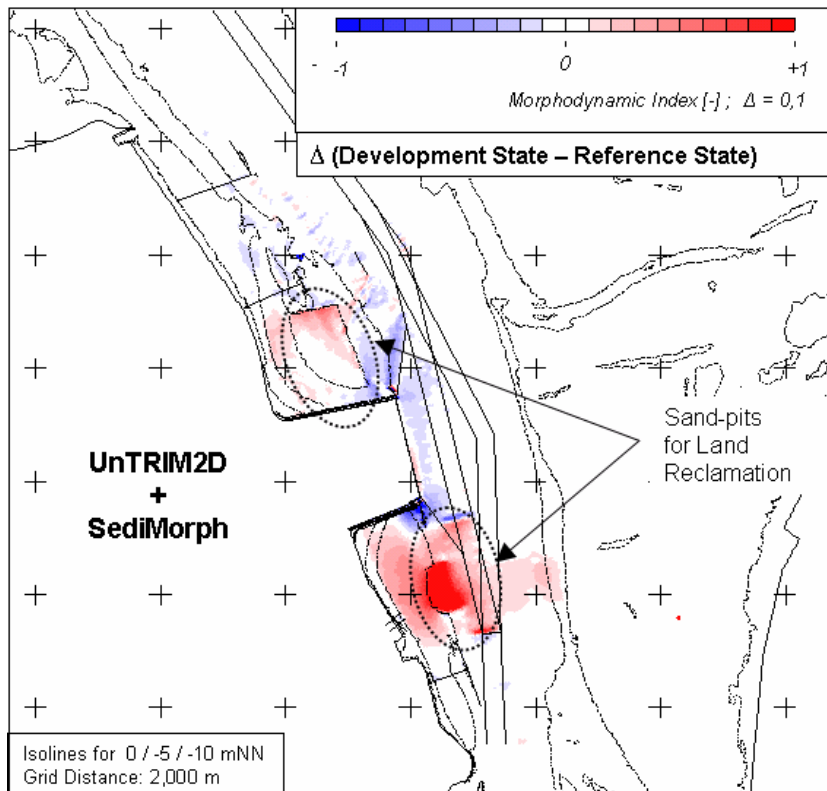 - -1 0 +1
Morphodynamic Index [-] ; Δ = 0,1
Δ (Development State – Reference State)
Sand-pits
for Land
Reclamation
UnTRIM2D
+
SediMorph
Isolines for 0 / -5 / -10 mNN
Grid Distance: 2,000 m